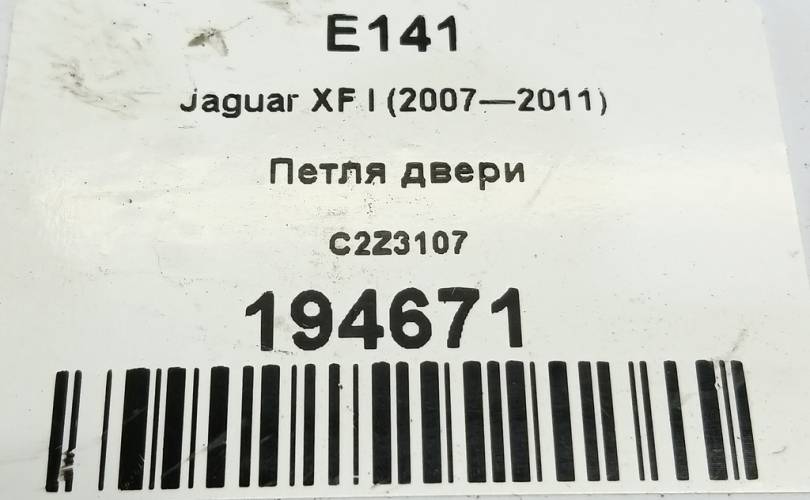 E141
Jaguar XF I (2007—2011)
Петля двери
C2Z3107
194671